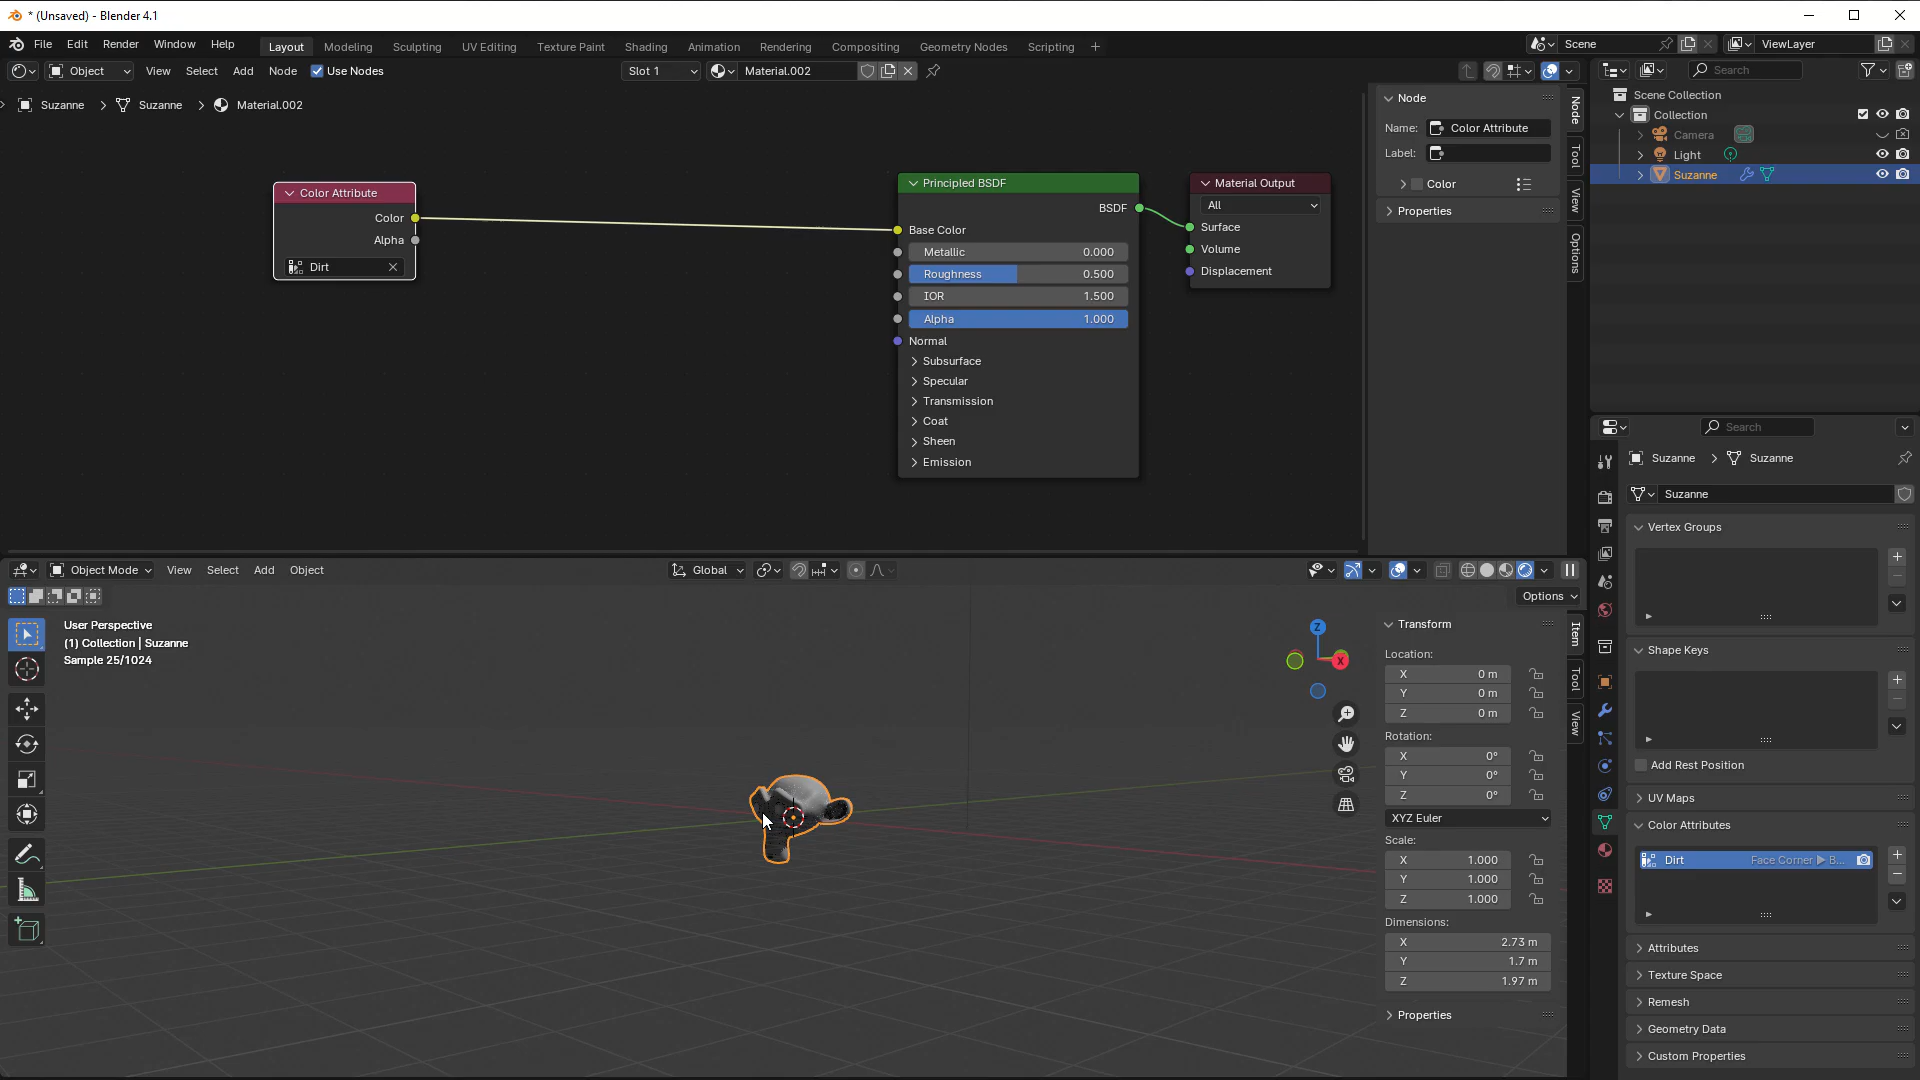 * (Unsaved) - Blender 4.1
File Edit Render Window Help Layout Modeling Sculpting UV Editing Texture Paint Shading Animation Rendering Compositing Geometry Nodes Scripting + Scene ViewLayer
Object View Select Add Node Use Nodes Slot 1 Material.002 Search
Suzanne > Suzanne > Material.002
Scene Collection
Collection
Camera
Light
Suzanne
Node
Name: Color Attribute
Label:
Color
Properties
Node
Tool
View
Options
Color Attribute
Color
Alpha
Dirt
Principled BSDF
BSDF
Base Color
Metallic 0.000
Roughness 0.500
IOR 1.500
Alpha 1.000
Normal
Subsurface
Specular
Transmission
Coat
Sheen
Emission
Material Output
All
Surface
Volume
Displacement
Object Mode View Select Add Object Global
Options
User Perspective
(1) Collection | Suzanne
Sample 25/1024
Z
X
Transform
Location:
X 0 m
Y 0 m
Z 0 m
Rotation:
X 0°
Y 0°
Z 0°
XYZ Euler
Scale:
X 1.000
Y 1.000
Z 1.000
Dimensions:
X 2.73 m
Y 1.7 m
Z 1.97 m
Properties
Item
Tool
View
Search
Suzanne > Suzanne
Suzanne
Vertex Groups
Shape Keys
Add Rest Position
UV Maps
Color Attributes
Dirt Face Corner ▶ B...
Attributes
Texture Space
Remesh
Geometry Data
Custom Properties